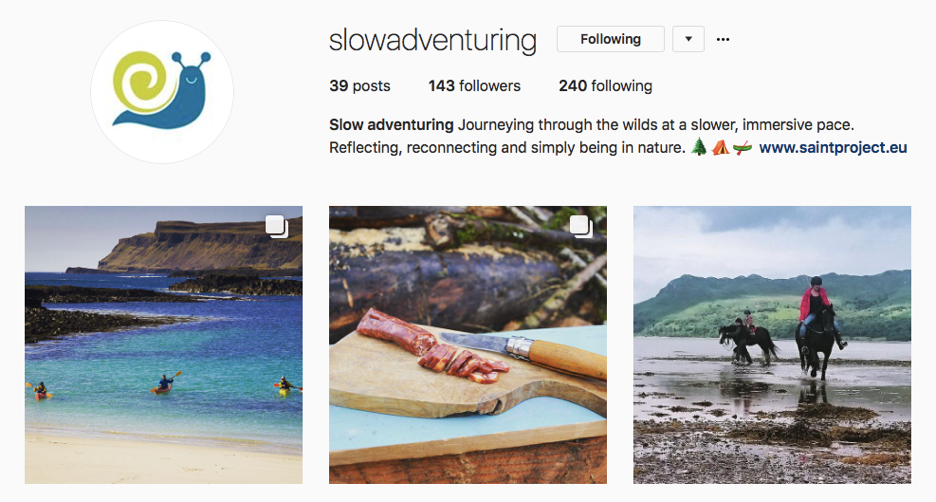 slowadventuring Following
39 posts 143 followers 240 following
Slow adventuring Journeying through the wilds at a slower, immersive pace.
Reflecting, reconnecting and simply being in nature. 🌲⛺🛶 www.saintproject.eu